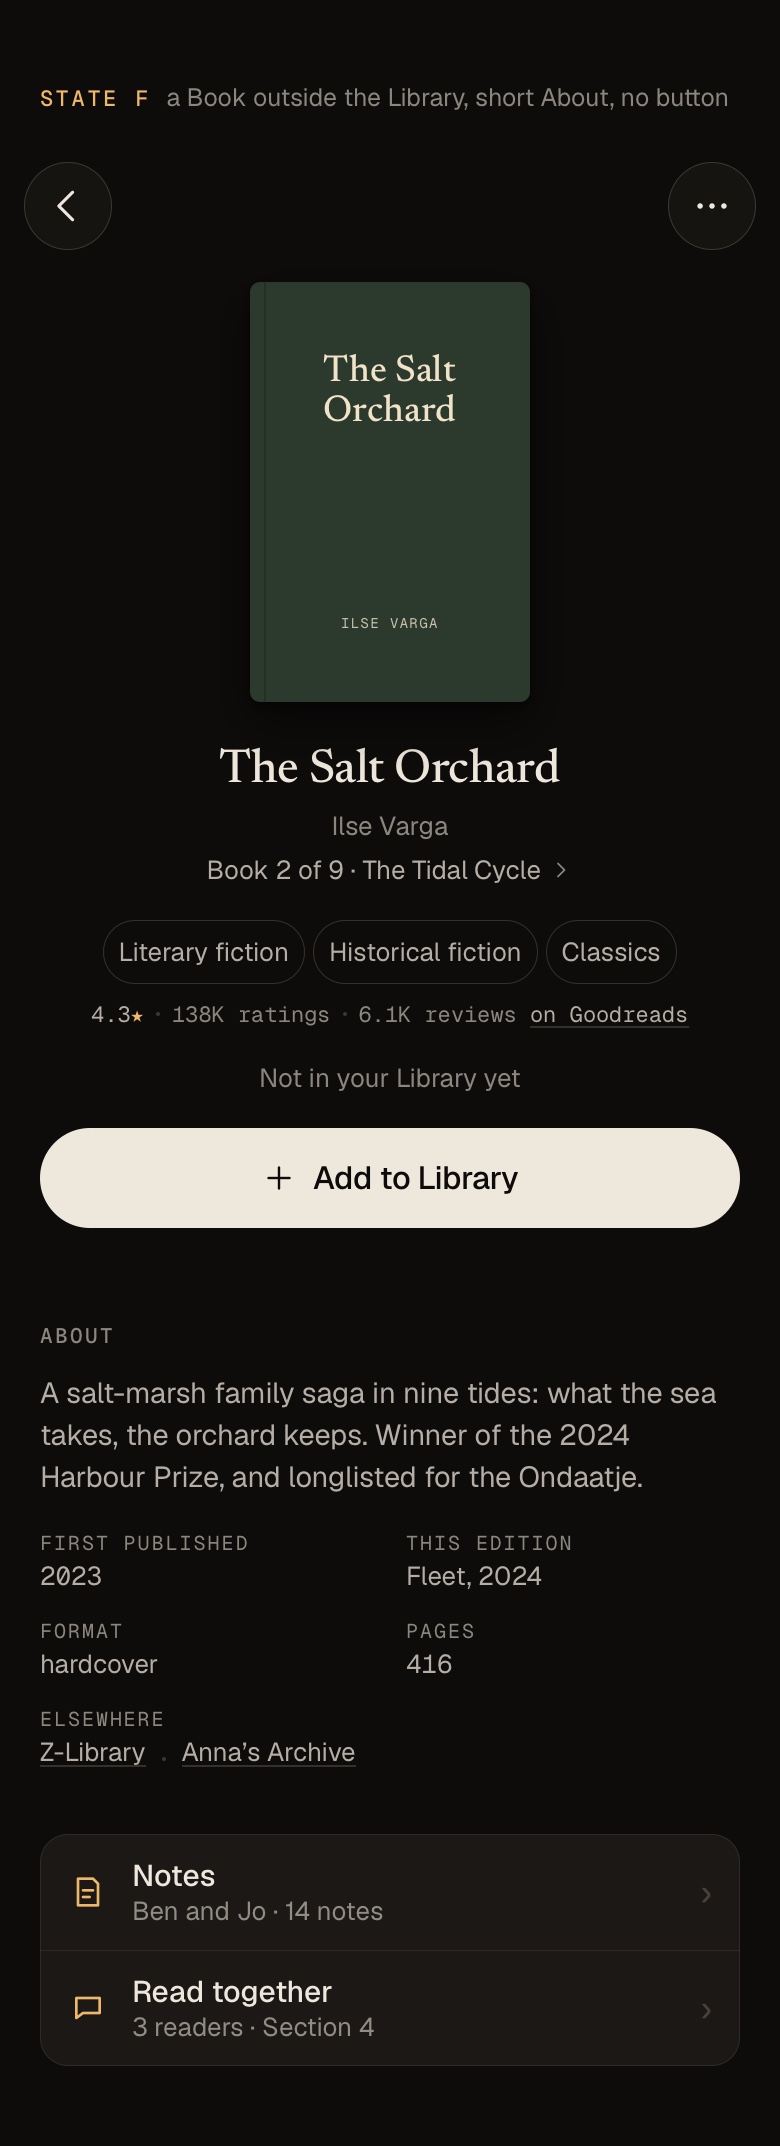 STATE F a Book outside the Library, short About, no button
The Salt
Orchard
ILSE VARGA
The Salt Orchard
Ilse Varga
Book 2 of 9 · The Tidal Cycle
Literary fiction Historical fiction Classics
4.3★ · 138K ratings · 6.1K reviews on Goodreads
Not in your Library yet
Add to Library
ABOUT
A salt-marsh family saga in nine tides: what the sea
takes, the orchard keeps. Winner of the 2024
Harbour Prize, and longlisted for the Ondaatje.
FIRST PUBLISHED THIS EDITION
2023 Fleet, 2024
FORMAT PAGES
hardcover 416
ELSEWHERE
Z-Library . Anna’s Archive
Notes
Ben and Jo · 14 notes
Read together
3 readers · Section 4